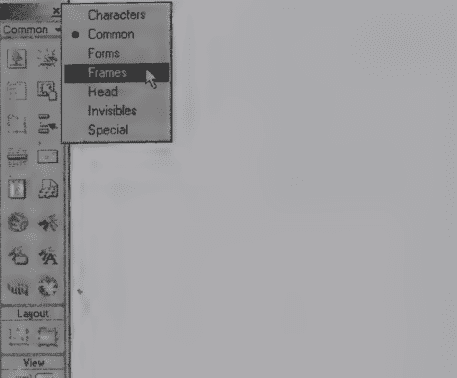 Characters
Common
Common
Forms
Frames
Head
Invisibles
Special
Layout
View